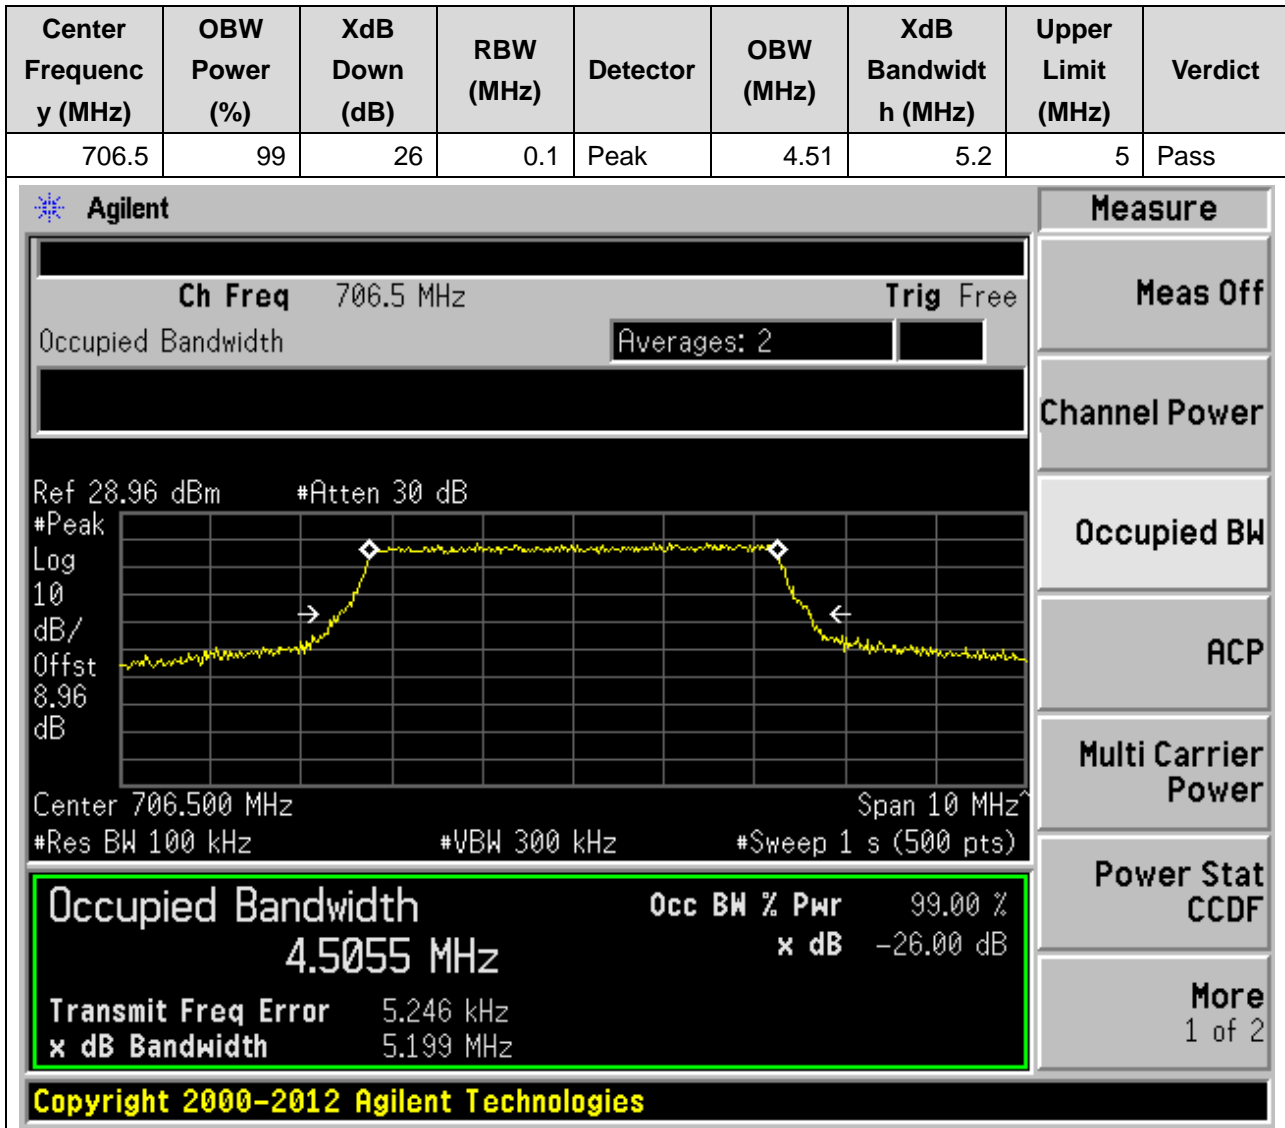 Center Frequenc y (MHz) OBW Power (%) XdB Down (dB) RBW (MHz) Detector OBW (MHz) XdB Bandwidt h (MHz) Upper Limit (MHz) Verdict
706.5 99 26 0.1 Peak 4.51 5.2 5 Pass
Agilent
Measure
Ch Freq 706.5 MHz Trig Free
Occupied Bandwidth Averages: 2
Meas Off
Channel Power
Occupied BW
ACP
Multi Carrier
Power
Power Stat
CCDF
More
1 of 2
Ref 28.96 dBm #Atten 30 dB
#Peak
Log
10
dB/
Offst
8.96
dB
Center 706.500 MHz Span 10 MHz^
#Res BW 100 kHz #VBW 300 kHz #Sweep 1 s (500 pts)
Occupied Bandwidth Occ BW % Pwr 99.00 %
4.5055 MHz x dB -26.00 dB
Transmit Freq Error 5.246 kHz
x dB Bandwidth 5.199 MHz
Copyright 2000-2012 Agilent Technologies